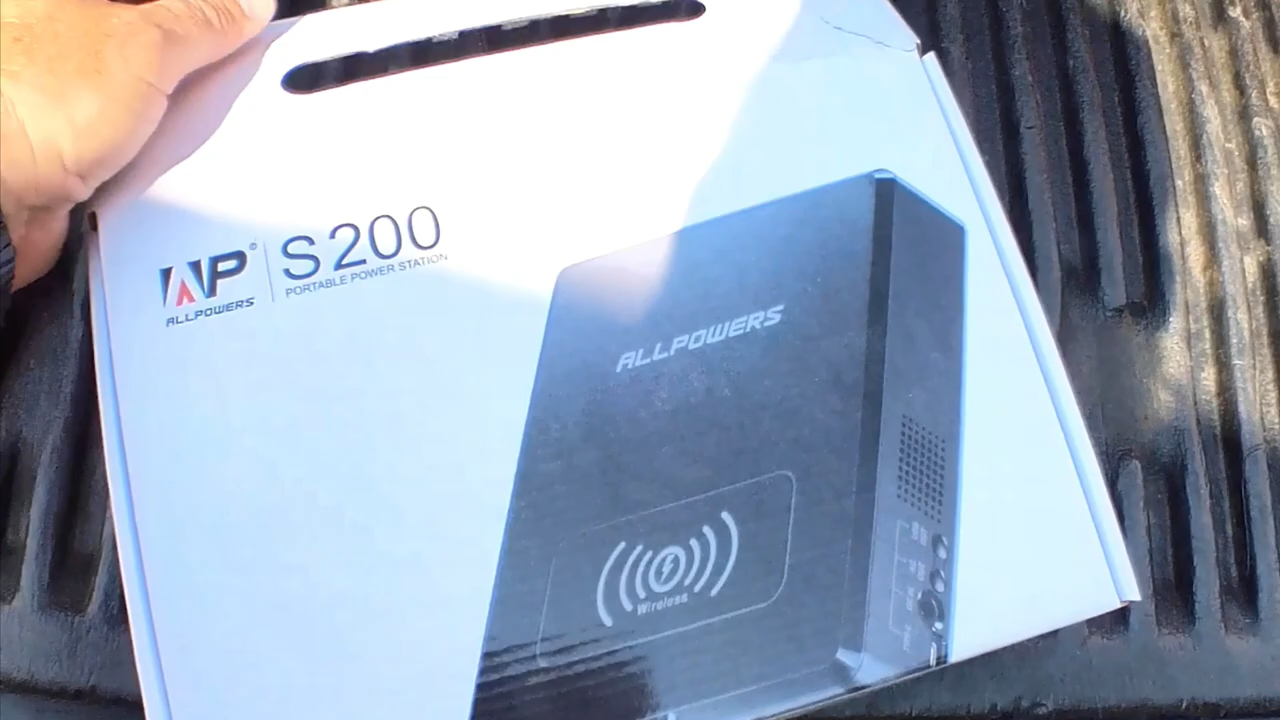 AP
ALLPOWERS
S200
PORTABLE POWER STATION
ALLPOWERS
Wireless